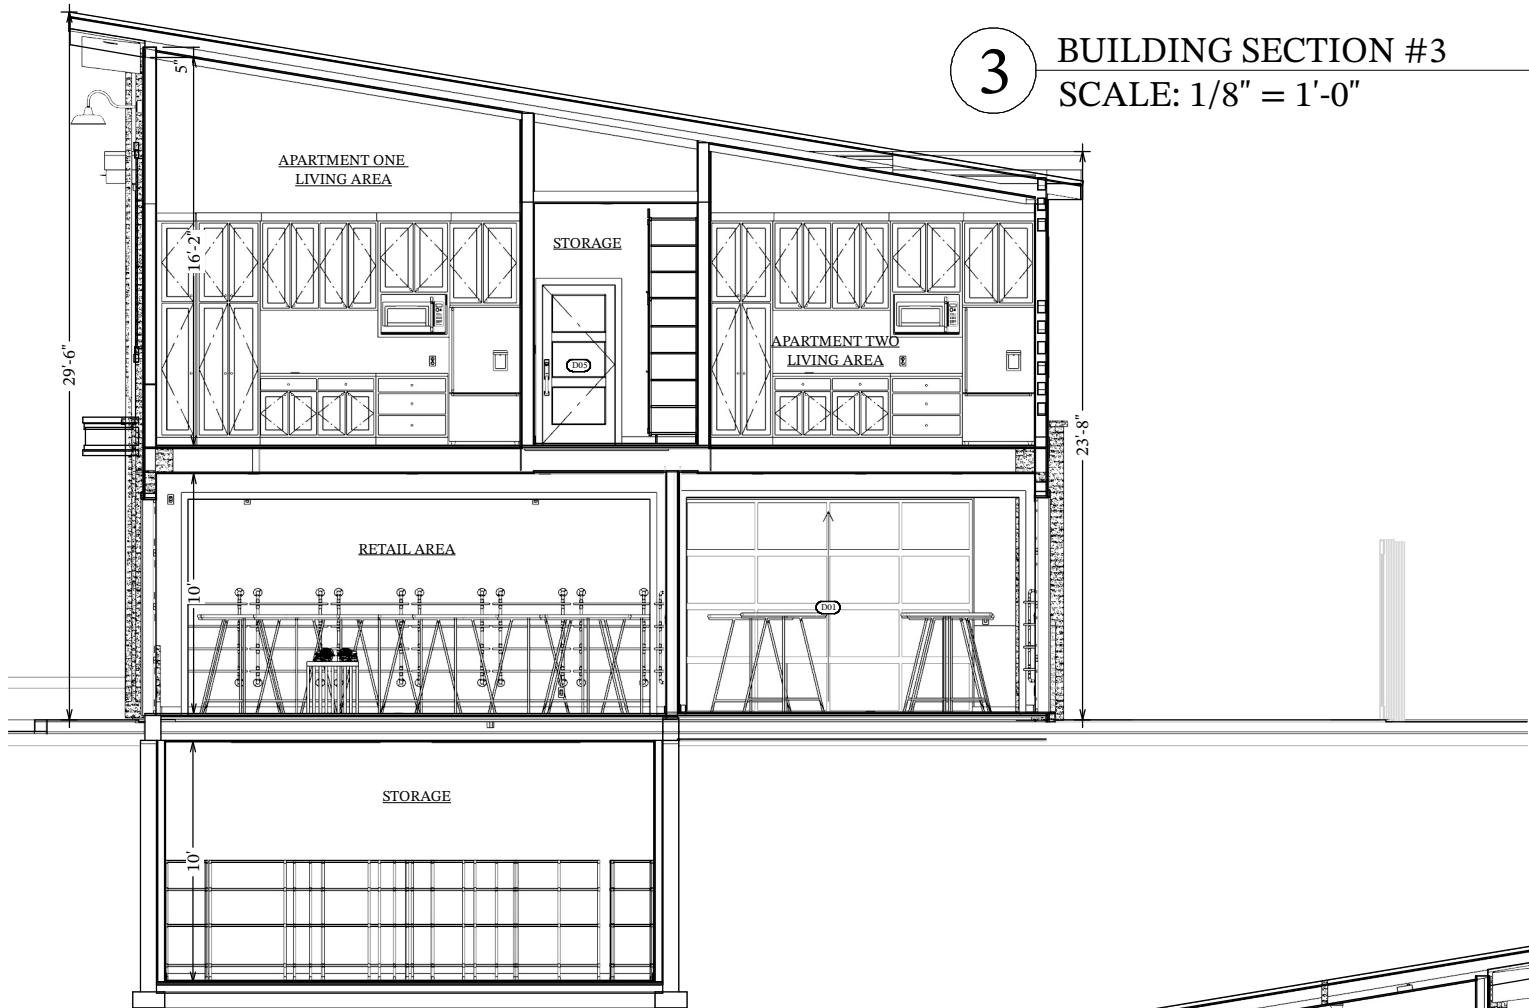 3
BUILDING SECTION #3
SCALE: 1/8" = 1'-0"
5"
APARTMENT ONE
LIVING AREA
16'-2"
STORAGE
29'-6"
D05
APARTMENT TWO
LIVING AREA
23'-8"
RETAIL AREA
10'
D01
STORAGE
10'